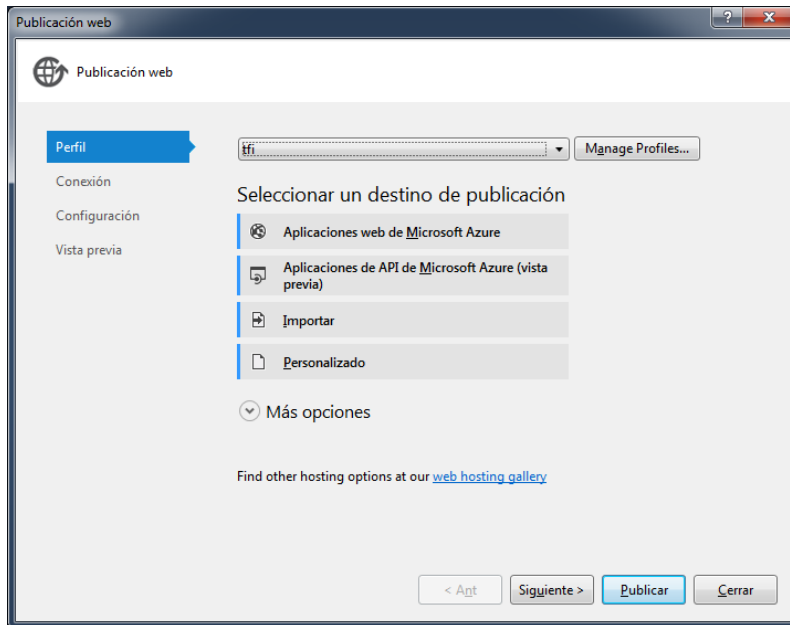 Publicación web
?
Publicación web
Perfil
Conexión
Configuración
Vista previa
tfi
Manage Profiles...
Seleccionar un destino de publicación
Aplicaciones web de Microsoft Azure
Aplicaciones de API de Microsoft Azure (vista
previa)
Importar
Personalizado
Más opciones
Find other hosting options at our web hosting gallery
< Ant
Siguiente >
Publicar
Cerrar